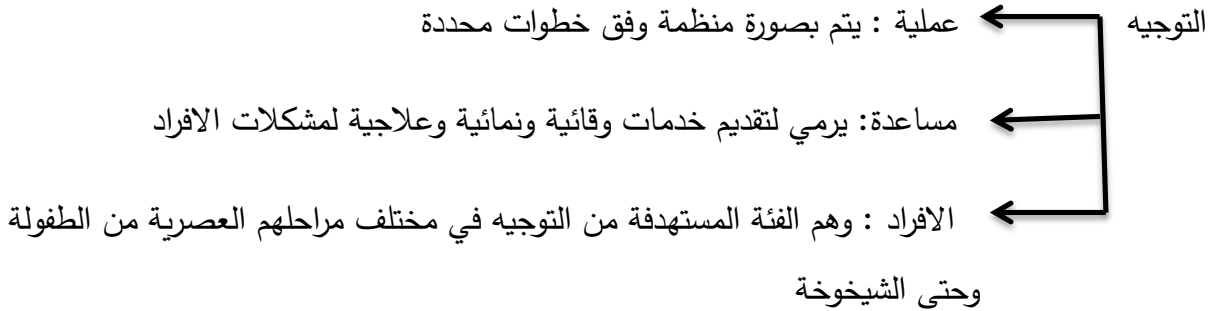 التوجيه
عملية : يتم بصورة منظمة وفق خطوات محددة
مساعدة: يرمي لتقديم خدمات وقائية ونمائية وعلاجية لمشكلات الافراد
الافراد : وهم الفئة المستهدفة من التوجيه في مختلف مراحلهم العصرية من الطفولة
وحتى الشيخوخة